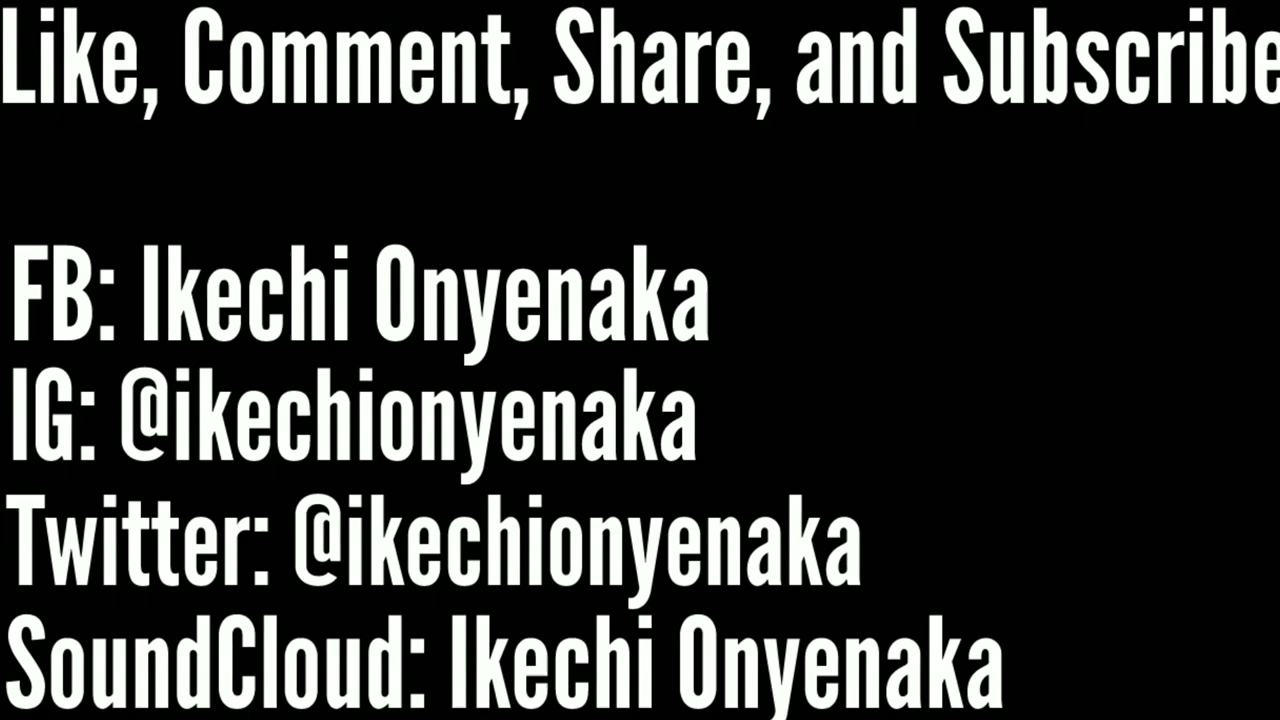 Like, Comment, Share, and Subscribe
FB: Ikechi Onyenaka
IG: @ikechionyenaka
Twitter: @ikechionyenaka
SoundCloud: Ikechi Onyenaka